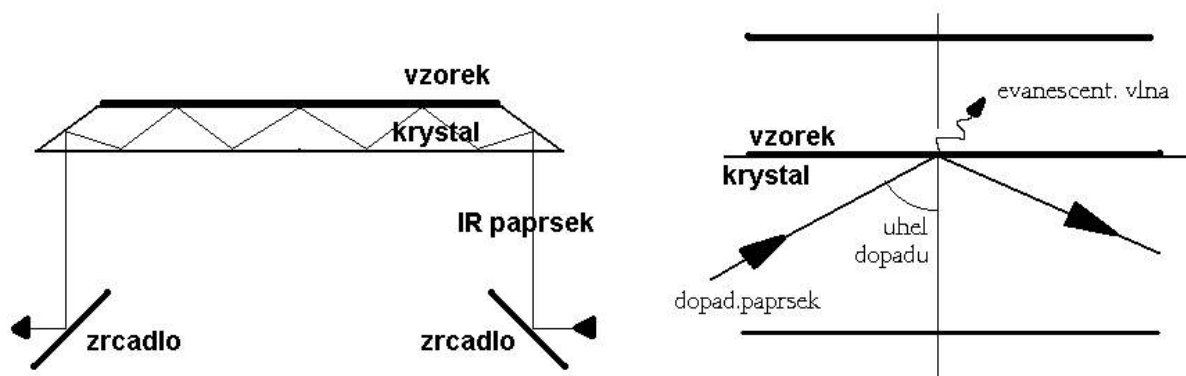 vzorek
krystal
IR paprsek
zrcadlo
zrcadlo
evanescent. vlna
vzorek
krystal
uhel
dopadu
dopad.paprsek